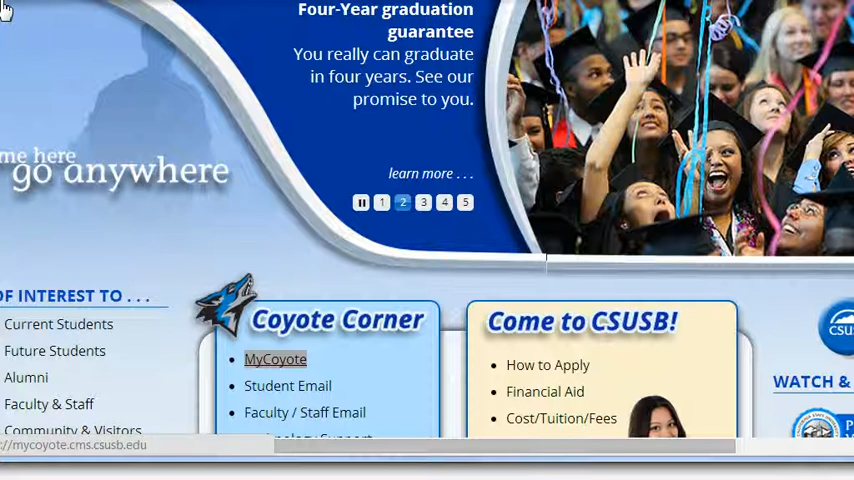 Four-Year graduation
guarantee
You really can graduate
in four years. See our
promise to you.
me here
go anywhere
learn more . . .
1 2 3 4 5
OF INTEREST TO . . .
Current Students
Future Students
Alumni
Faculty & Staff
Community & Visitors
://mycoyote.cms.csusb.edu
Coyote Corner
MyCoyote
Student Email
Faculty / Staff Email
Come to CSUSB!
How to Apply
Financial Aid
Cost/Tuition/Fees
CSUS
WATCH &